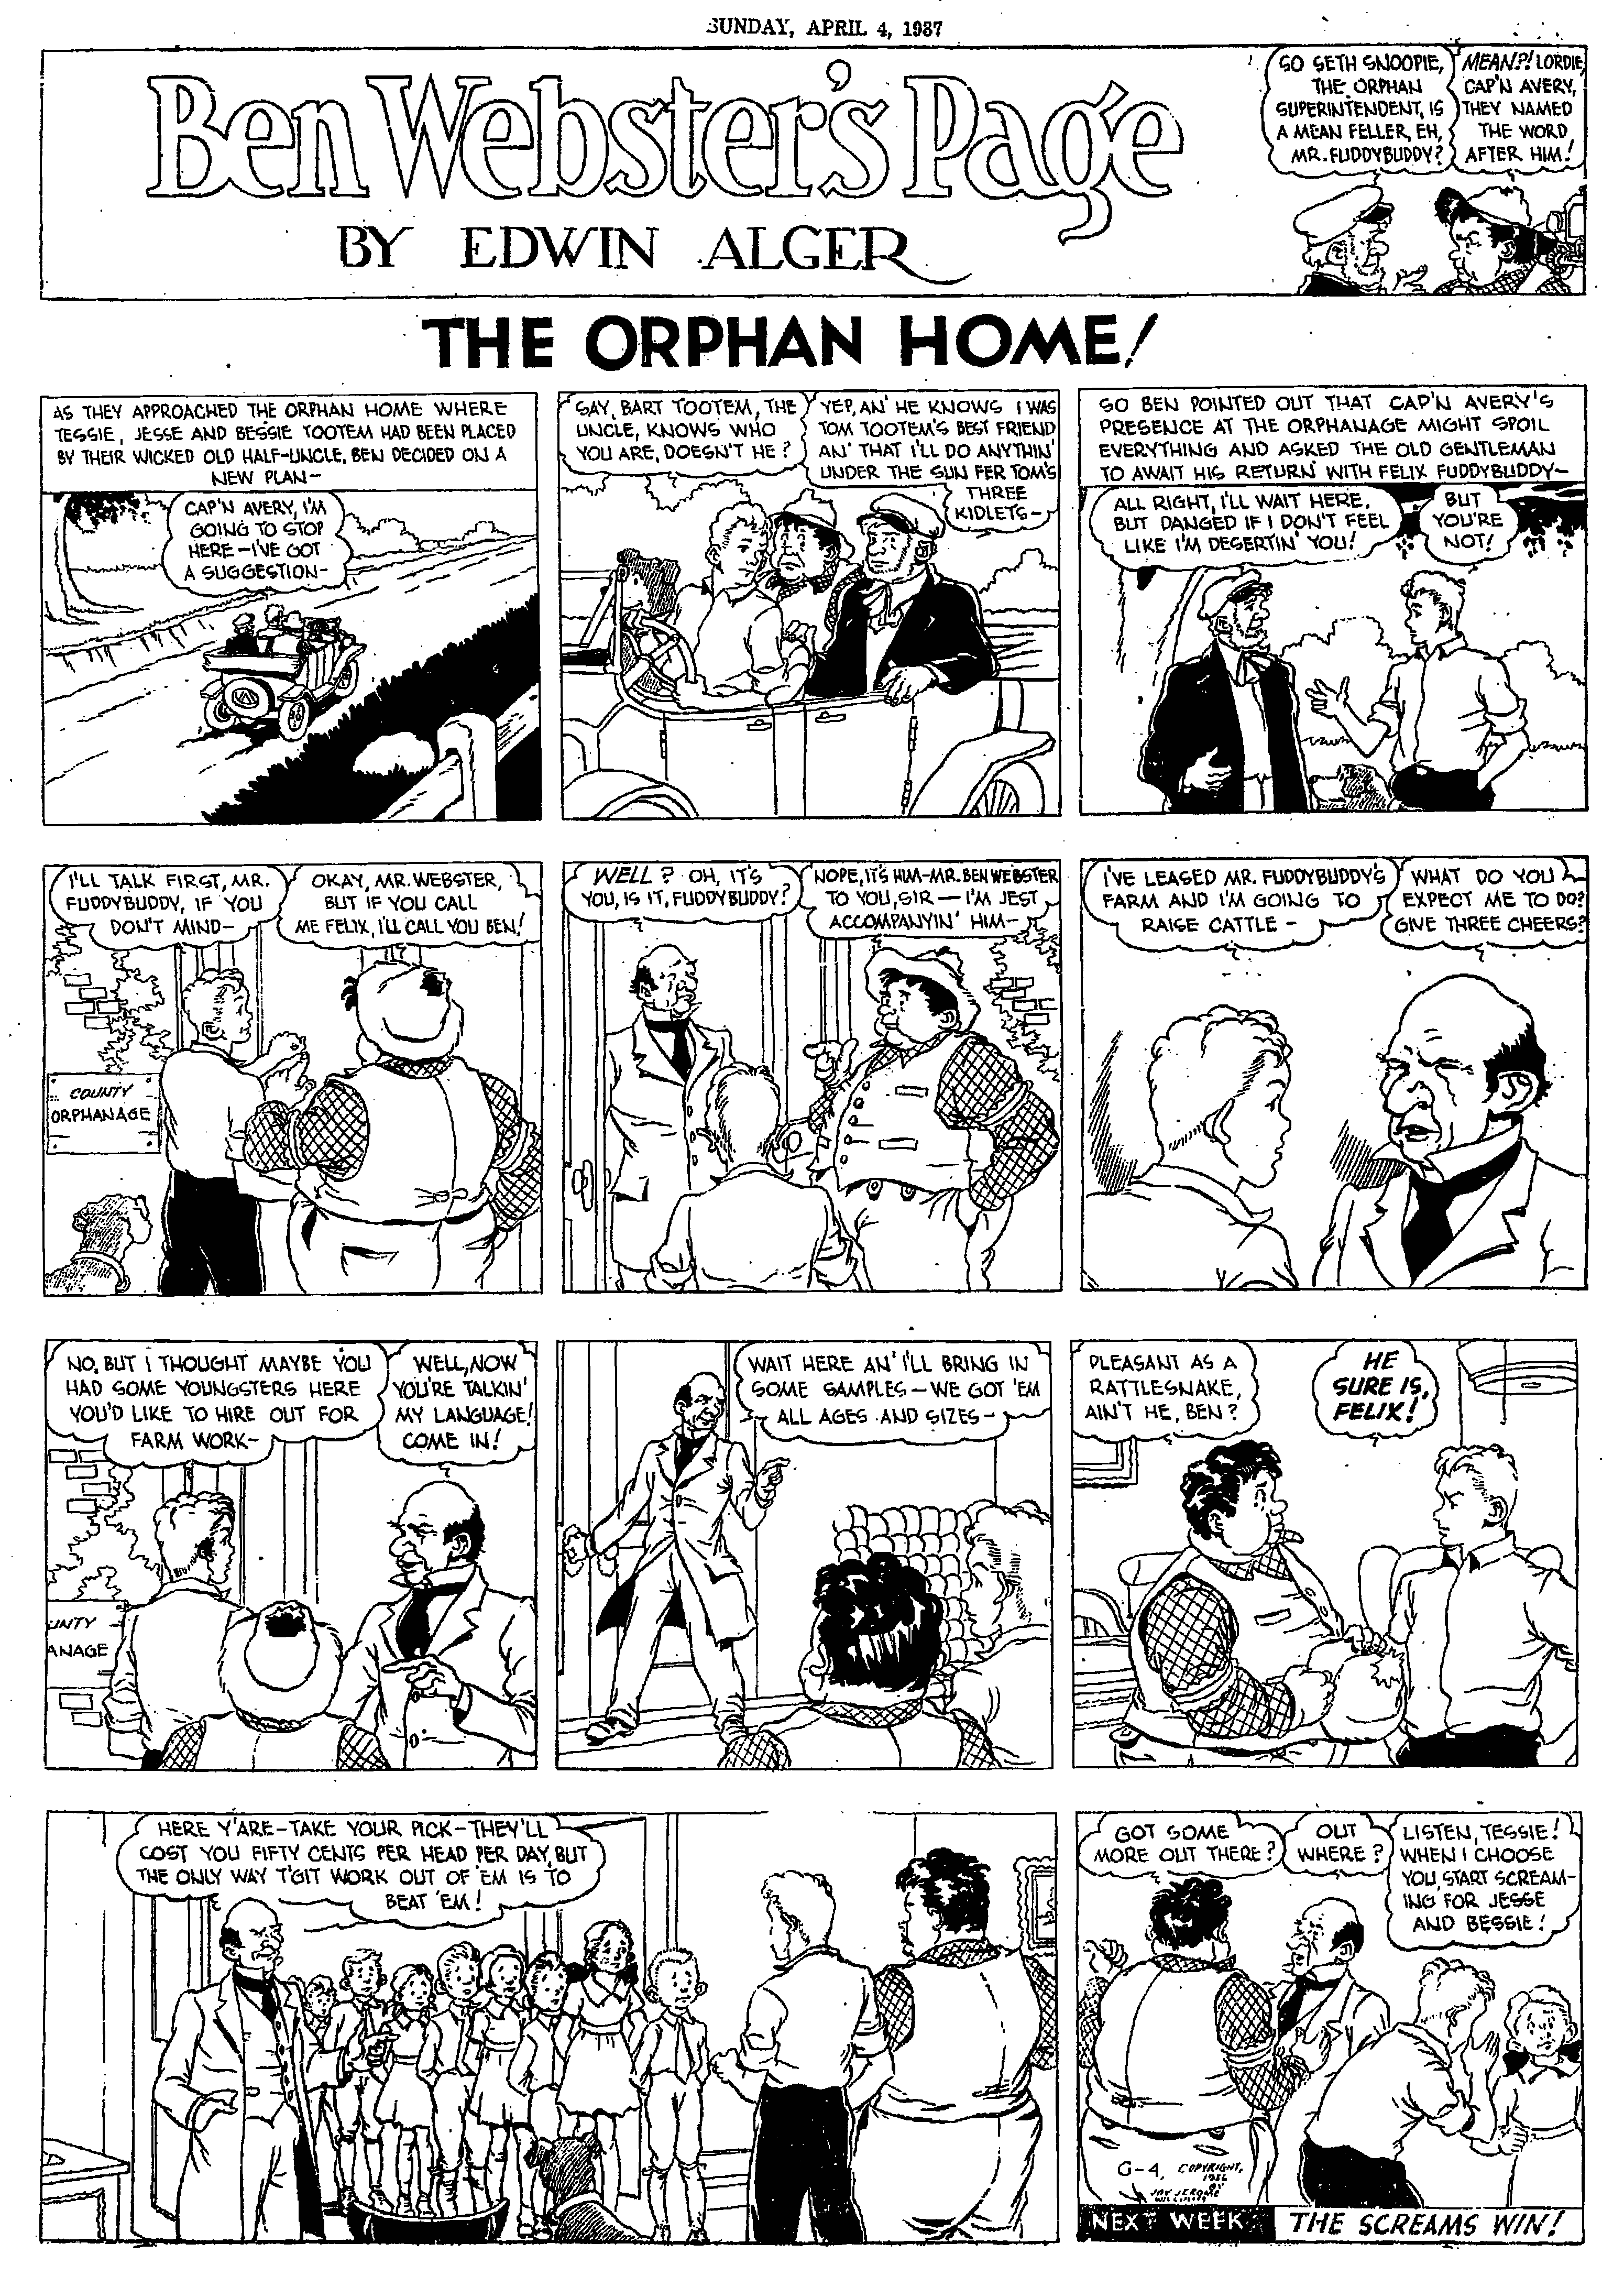 SUNDAY, APRIL 4, 1937
Ben Webster's Page
BY EDWIN ALGER
SO SETH SNOOPIE,
THE ORPHAN
SUPERINTENDENT, IS
A MEAN FELLER, EH,
MR. FUDDYBUDDY?
MEAN?! LORDIE,
CAP'N AVERY,
THEY NAMED
THE WORD
AFTER HIM!
THE ORPHAN HOME!
AS THEY APPROACHED THE ORPHAN HOME WHERE
TESSIE, JESSE AND BESSIE TOOTEM HAD BEEN PLACED
BY THEIR WICKED OLD HALF-UNCLE, BEN DECIDED ON A
NEW PLAN—
CAP'N AVERY, I'M
GOING TO STOP
HERE—I'VE GOT
A SUGGESTION—
SAY, BART TOOTEM, THE
UNCLE, KNOWS WHO
YOU ARE, DOESN'T HE?
YEP, AN' HE KNOWS I WAS
TOM TOOTEM'S BEST FRIEND
AN' THAT I'LL DO ANYTHIN'
UNDER THE SUN FER TOM'S
THREE
KIDLETS—
SO BEN POINTED OUT THAT CAP'N AVERY'S
PRESENCE AT THE ORPHANAGE MIGHT SPOIL
EVERYTHING AND ASKED THE OLD GENTLEMAN
TO AWAIT HIS RETURN WITH FELIX FUDDYBUDDY—
ALL RIGHT, I'LL WAIT HERE,
BUT DANGED IF I DON'T FEEL
LIKE I'M DESERTIN' YOU!
BUT
YOU'RE
NOT!
I'LL TALK FIRST, MR.
FUDDYBUDDY, IF YOU
DON'T MIND—
OKAY, MR. WEBSTER,
BUT IF YOU CALL
ME FELIX, I'LL CALL YOU BEN!
COUNTY
ORPHANAGE
WELL? OH, IT'S
YOU, IS IT, FUDDYBUDDY?
NOPE, IT'S HIM—MR. BEN WEBSTER
TO YOU, SIR— I'M JEST
ACCOMPANYIN' HIM—
I'VE LEASED MR. FUDDYBUDDY'S
FARM AND I'M GOING TO
RAISE CATTLE—
WHAT DO YOU
EXPECT ME TO DO?
GIVE THREE CHEERS?
NO, BUT I THOUGHT MAYBE YOU
HAD SOME YOUNGSTERS HERE
YOU'D LIKE TO HIRE OUT FOR
FARM WORK—
WELL, NOW
YOU'RE TALKIN'
MY LANGUAGE!
COME IN!
UNTY
ANAGE
WAIT HERE AN' I'LL BRING IN
SOME SAMPLES—WE GOT 'EM
ALL AGES AND SIZES—
PLEASANT AS A
RATTLESNAKE,
AIN'T HE, BEN?
HE
SURE IS,
FELIX!
HERE Y'ARE—TAKE YOUR PICK—THEY'LL
COST YOU FIFTY CENTS PER HEAD PER DAY, BUT
THE ONLY WAY T'GIT WORK OUT OF 'EM IS TO
BEAT 'EM!
GOT SOME
MORE OUT THERE?
OUT
WHERE?
LISTEN, TESSIE!
WHEN I CHOOSE
YOU, START SCREAM-
ING FOR JESSE
AND BESSIE!
G-4, COPYRIGHT,
1936
BY
JAY JEROME
WILLIAMS
NEXT WEEK: THE SCREAMS WIN!